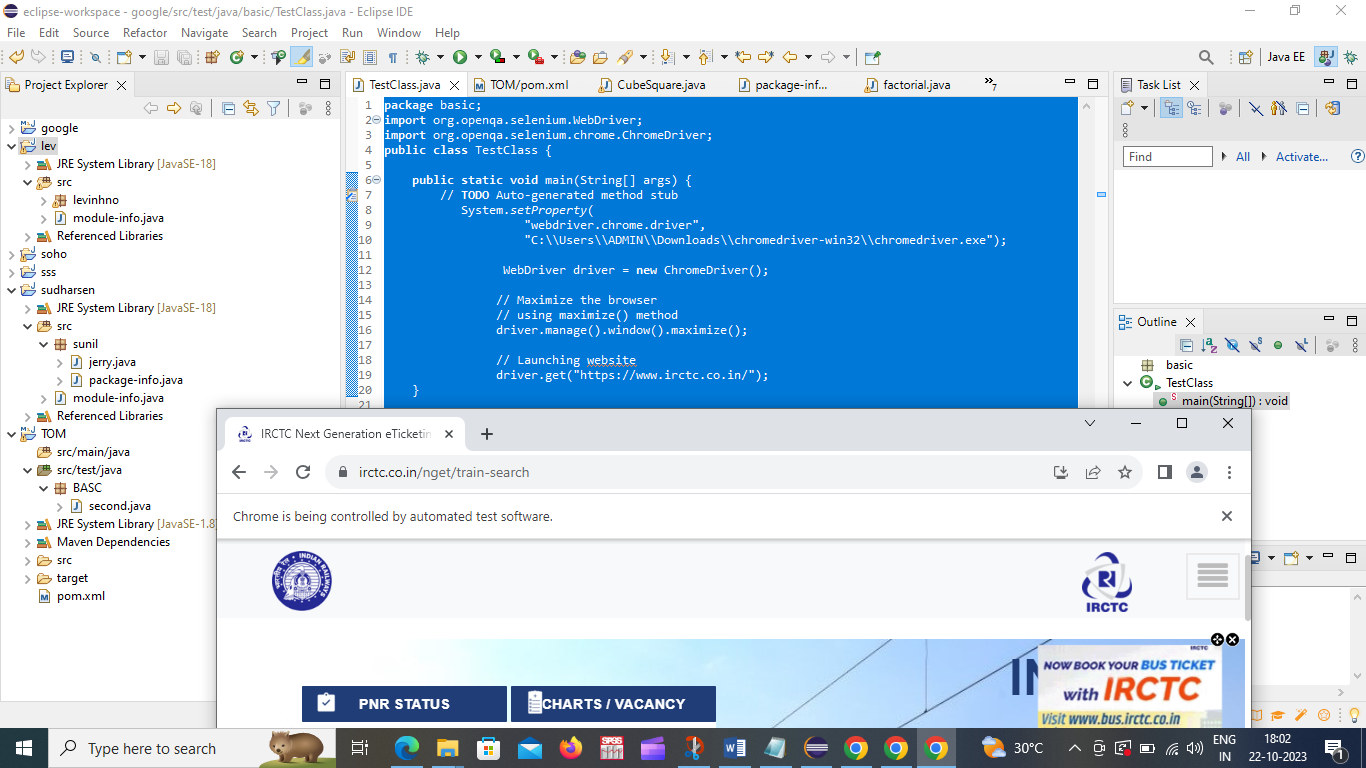 eclipse-workspace - google/src/test/java/basic/TestClass.java - Eclipse IDE
File Edit Source Refactor Navigate Search Project Run Window Help
Java EE
Project Explorer
google
lev
JRE System Library [JavaSE-18]
src
levinhno
module-info.java
Referenced Libraries
soho
sss
sudharsen
JRE System Library [JavaSE-18]
src
sunil
jerry.java
package-info.java
module-info.java
Referenced Libraries
TOM
src/main/java
src/test/java
BASC
second.java
JRE System Library [JavaSE-1.8
Maven Dependencies
src
target
pom.xml
TestClass.java TOM/pom.xml CubeSquare.java package-inf... factorial.java »7
1 package basic;
2 import org.openqa.selenium.WebDriver;
3 import org.openqa.selenium.chrome.ChromeDriver;
4 public class TestClass {
5
6 public static void main(String[] args) {
7 // TODO Auto-generated method stub
8 System.setProperty(
9 "webdriver.chrome.driver",
10 "C:\\Users\\ADMIN\\Downloads\\chromedriver-win32\\chromedriver.exe");
11
12 WebDriver driver = new ChromeDriver();
13
14 // Maximize the browser
15 // using maximize() method
16 driver.manage().window().maximize();
17
18 // Launching website
19 driver.get("https://www.irctc.co.in/");
20 }
21
Task List
Find All Activate...
Outline
basic
TestClass
main(String[]) : void
IRCTC Next Generation eTicketin
irctc.co.in/nget/train-search
Chrome is being controlled by automated test software.
INDIAN RAILWAYS
भारतीय रेल
IRCTC
IN
IRCTC
NOW BOOK YOUR BUS TICKET
with IRCTC
Visit www.bus.irctc.co.in
PNR STATUS
CHARTS / VACANCY
Type here to search
SPSS
30°C
ENG
IN
18:02
22-10-2023
1